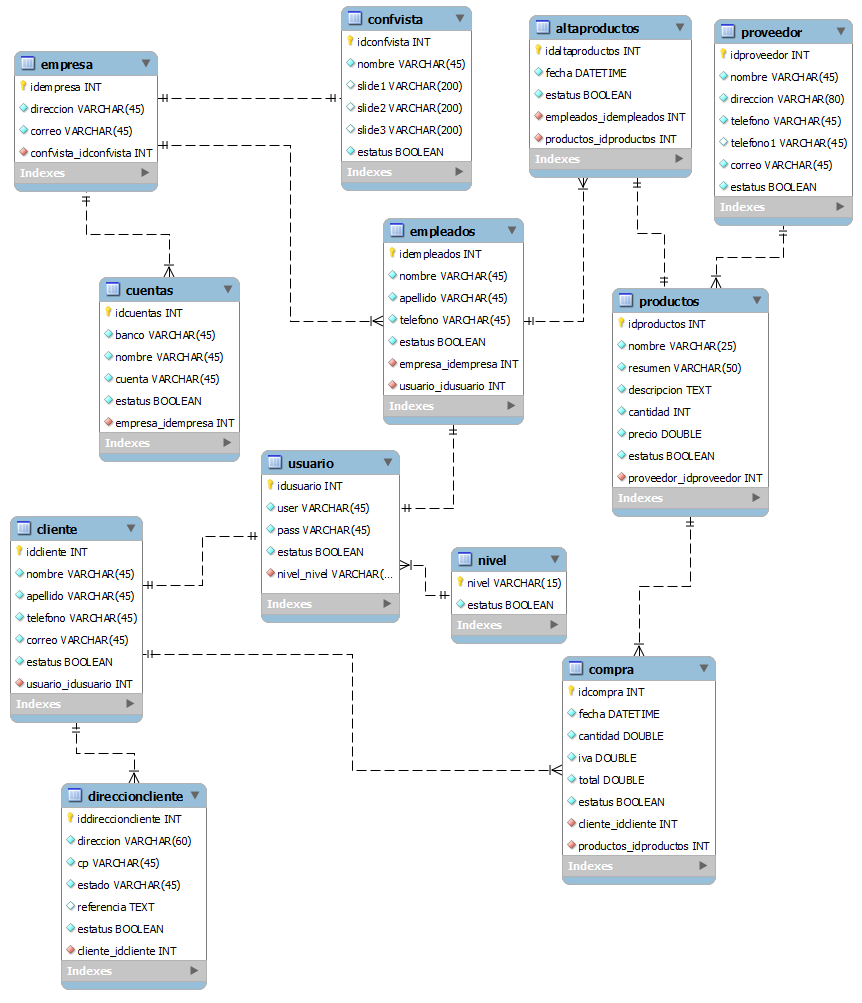 empresa
idempresa INT
direccion VARCHAR(45)
correo VARCHAR(45)
confvista_idconfvista INT
Indexes
confvista
idconfvista INT
nombre VARCHAR(45)
slide1 VARCHAR(200)
slide2 VARCHAR(200)
slide3 VARCHAR(200)
estatus BOOLEAN
Indexes
altaproductos
idaltaproductos INT
fecha DATETIME
estatus BOOLEAN
empleados_idempleados INT
productos_idproductos INT
Indexes
proveedor
idproveedor INT
nombre VARCHAR(45)
direccion VARCHAR(80)
telefono VARCHAR(45)
telefono1 VARCHAR(45)
correo VARCHAR(45)
estatus BOOLEAN
Indexes
cuentas
idcuentas INT
banco VARCHAR(45)
nombre VARCHAR(45)
cuenta VARCHAR(45)
estatus BOOLEAN
empresa_idempresa INT
Indexes
empleados
idempleados INT
nombre VARCHAR(45)
apellido VARCHAR(45)
telefono VARCHAR(45)
estatus BOOLEAN
empresa_idempresa INT
usuario_idusuario INT
Indexes
productos
idproductos INT
nombre VARCHAR(25)
resumen VARCHAR(50)
descripcion TEXT
cantidad INT
precio DOUBLE
estatus BOOLEAN
proveedor_idproveedor INT
Indexes
usuario
idusuario INT
user VARCHAR(45)
pass VARCHAR(45)
estatus BOOLEAN
nivel_nivel VARCHAR(...
Indexes
cliente
idcliente INT
nombre VARCHAR(45)
apellido VARCHAR(45)
telefono VARCHAR(45)
correo VARCHAR(45)
estatus BOOLEAN
usuario_idusuario INT
Indexes
nivel
nivel VARCHAR(15)
estatus BOOLEAN
Indexes
compra
idcompra INT
fecha DATETIME
cantidad DOUBLE
iva DOUBLE
total DOUBLE
estatus BOOLEAN
cliente_idcliente INT
productos_idproductos INT
Indexes
direccioncliente
iddireccioncliente INT
direccion VARCHAR(60)
cp VARCHAR(45)
estado VARCHAR(45)
referencia TEXT
estatus BOOLEAN
cliente_idcliente INT
Indexes